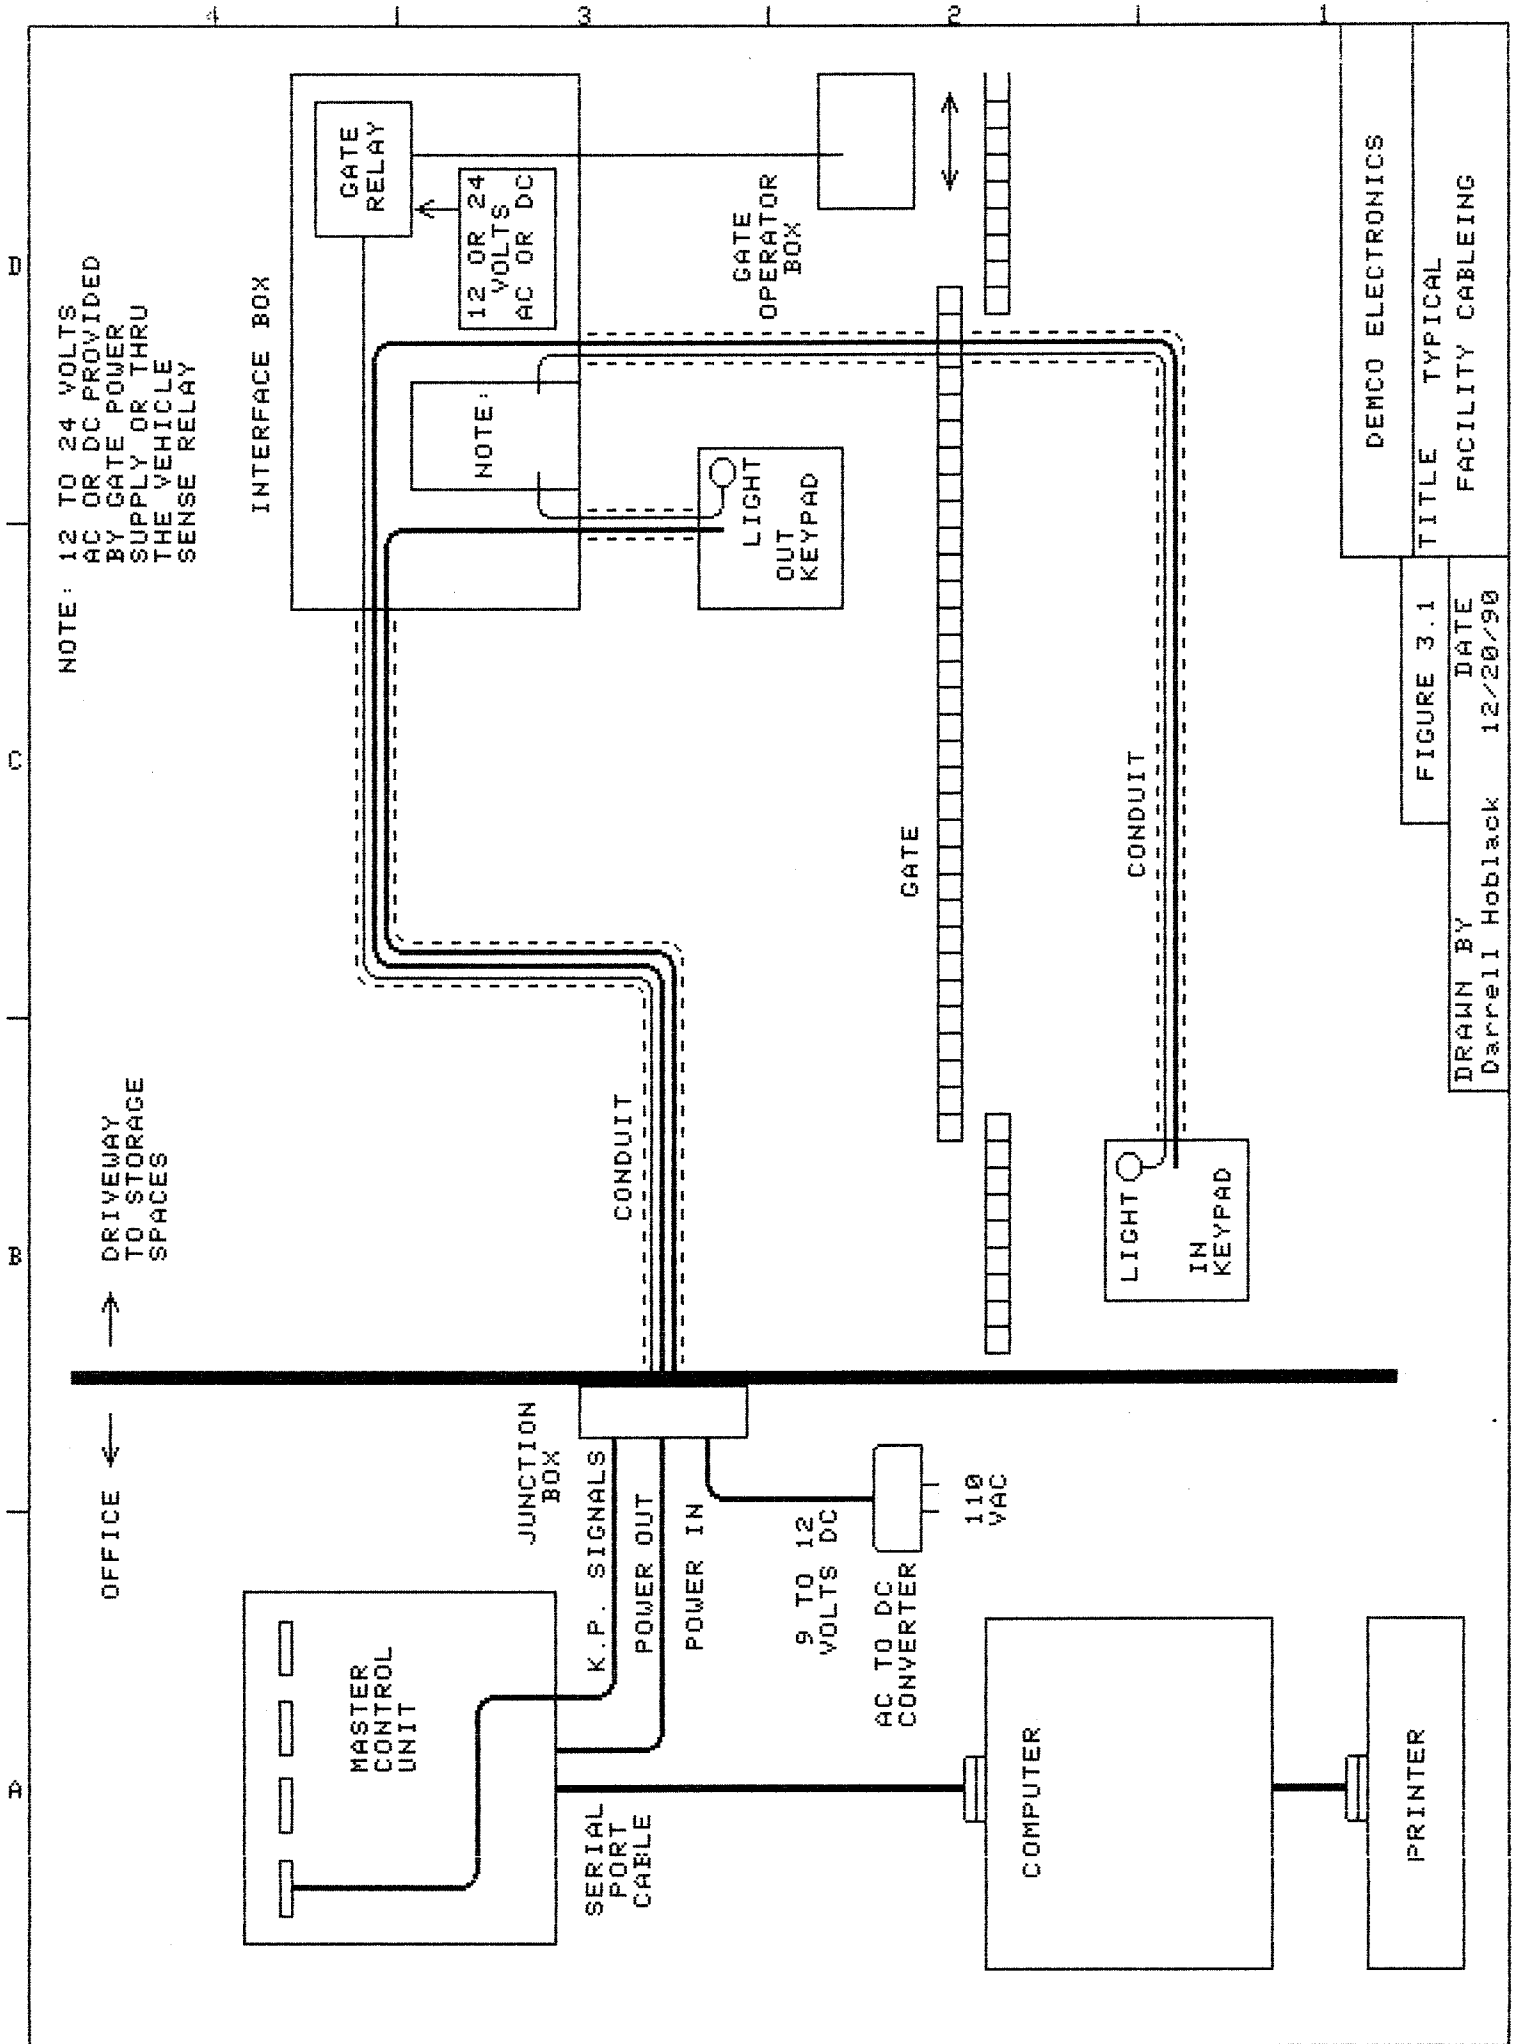 4
3
2
1
A
B
C
D
NOTE: 12 TO 24 VOLTS
AC OR DC PROVIDED
BY GATE POWER
SUPPLY OR THRU
THE VEHICLE
SENSE RELAY
OFFICE
DRIVEWAY
TO STORAGE
SPACES
INTERFACE BOX
GATE
RELAY
12 OR 24
VOLTS
AC OR DC
NOTE:
MASTER
CONTROL
UNIT
JUNCTION
BOX
K.P. SIGNALS
POWER OUT
POWER IN
CONDUIT
SERIAL
PORT
CABLE
LIGHT
OUT
KEYPAD
GATE
OPERATOR
BOX
9 TO 12
VOLTS DC
AC TO DC
CONVERTER
110
VAC
GATE
COMPUTER
CONDUIT
LIGHT
IN
KEYPAD
PRINTER
DEMCO ELECTRONICS
TITLE TYPICAL
FACILITY CABLEING
FIGURE 3.1
DRAWN BY DATE
Darrell Hoblack 12/20/90